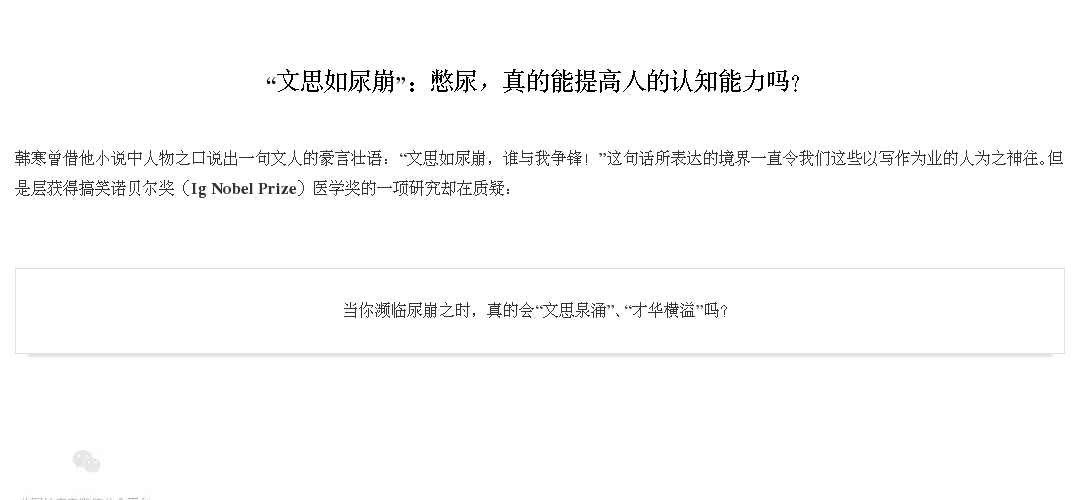 “文思如尿崩”：憋尿，真的能提高人的认知能力吗？
韩寒曾借他小说中人物之口说出一句文人的豪言壮语：“文思如尿崩，谁与我争锋！”这句话所表达的境界一直令我们这些以写作为业的人为之神往。但
是屡获得搞笑诺贝尔奖（Ig Nobel Prize）医学奖的一项研究却在质疑：
当你濒临尿崩之时，真的会“文思泉涌”、“才华横溢”吗？